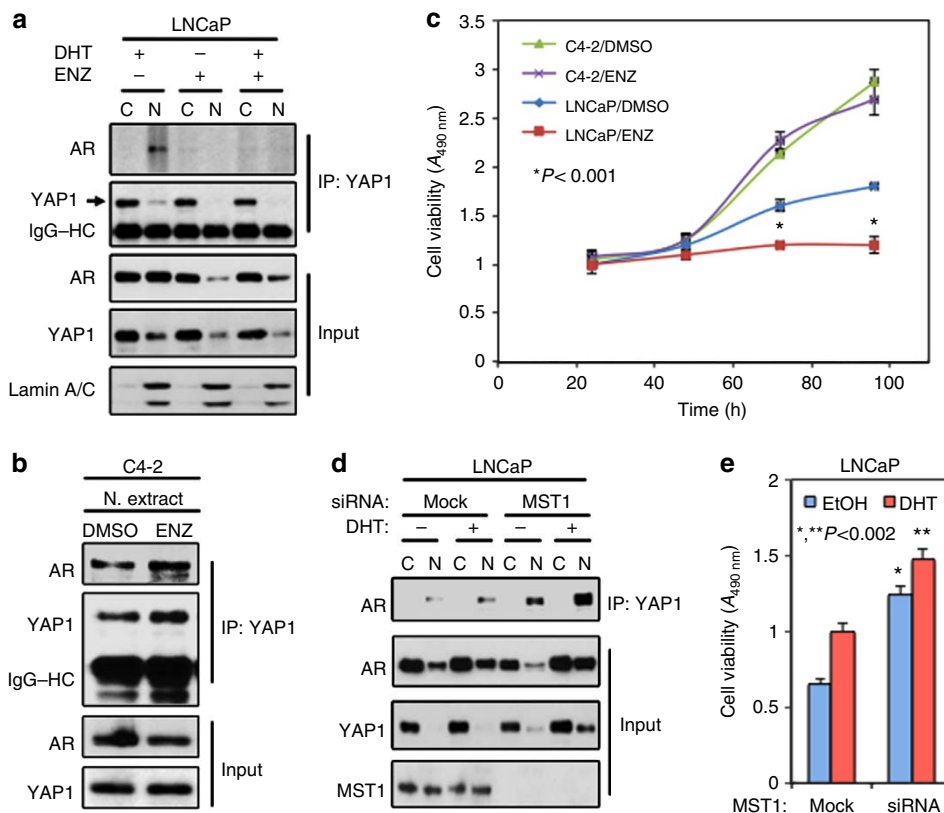 a
LNCaP
DHT + – +
ENZ – + +
C N C N C N
AR
YAP1
IgG–HC
IP: YAP1
AR
YAP1
Lamin A/C
Input
b
C4-2
N. extract
DMSO ENZ
AR
YAP1
IgG–HC
IP: YAP1
AR
YAP1
Input
c
3.5
3
2.5
2
1.5
1
0.5
0
Cell viability (A490 nm)
C4-2/DMSO
C4-2/ENZ
LNCaP/DMSO
LNCaP/ENZ
*P< 0.001
* *
0 20 40 60 80 100
Time (h)
d
LNCaP
siRNA: Mock MST1
DHT: – + – +
C N C N C N C N
AR
IP: YAP1
AR
YAP1
MST1
Input
e
LNCaP
2
1.5
1
0.5
0
Cell viability (A490 nm)
EtOH DHT
*,**P<0.002
* **
MST1: Mock siRNA